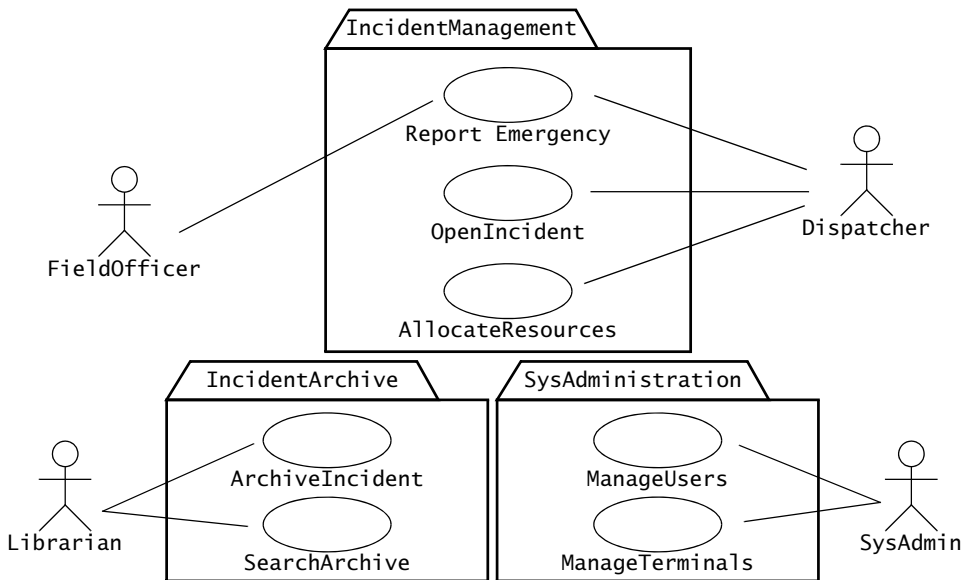 IncidentManagement
Report Emergency
OpenIncident
Dispatcher
FieldOfficer
AllocateResources
IncidentArchive
SysAdministration
ArchiveIncident
ManageUsers
Librarian
SearchArchive
ManageTerminals
SysAdmin